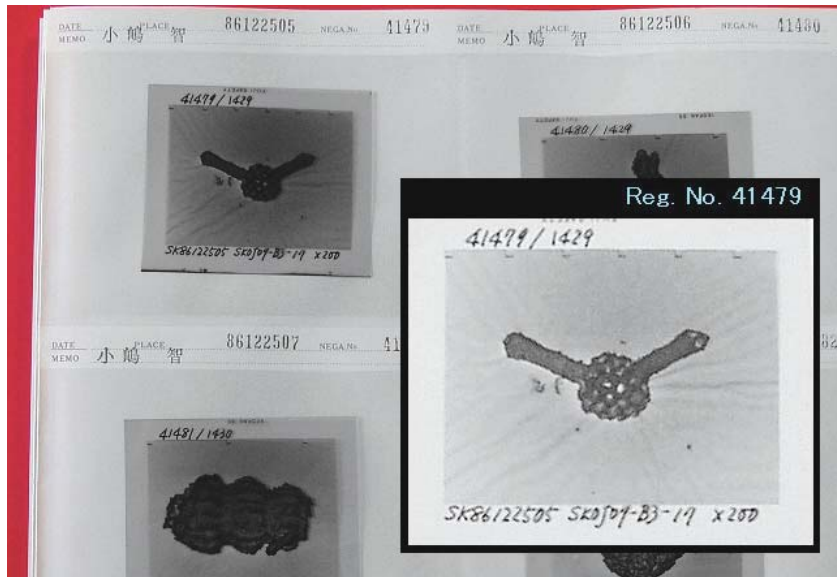 DATE PLACE 86122505 NEGA.No 41479
MEMO 小嶋 智
DATE PLACE 86122506 NEGA.No 41480
MEMO 小嶋 智
41479/1429
SK86122505 SK0509-B3-17 x200
41480/1429
Reg. No. 41479
41479/1429
SK86122505 SK0509-B3-17 x200
DATE PLACE 86122507 NEGA.No 41
MEMO 小嶋 智
41481/1430
82